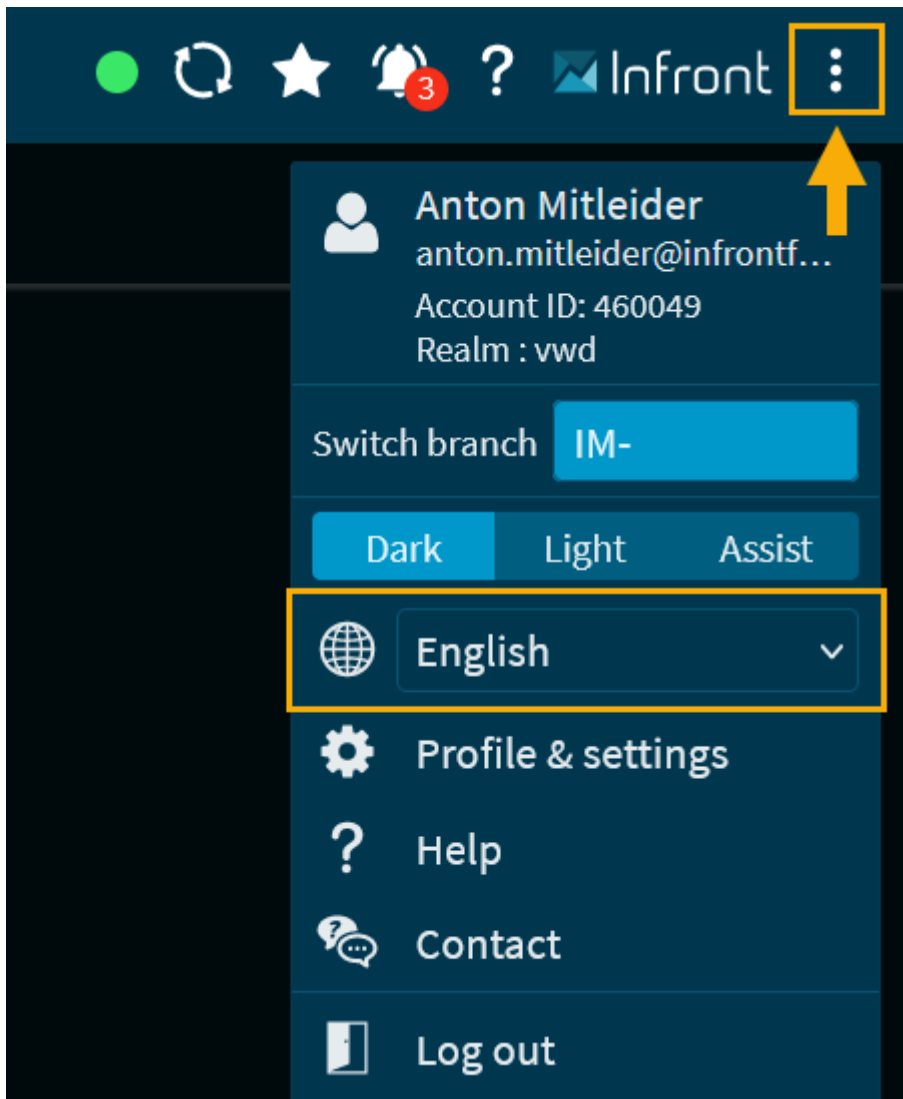 3
?
Infront
Anton Mitleider
anton.mitleider@infrontf...
Account ID: 460049
Realm : vwd
Switch branch IM-
Dark Light Assist
English
Profile & settings
? Help
Contact
Log out